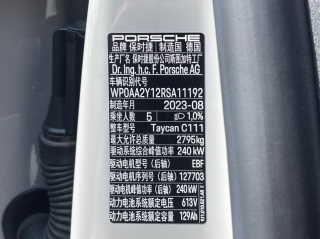 PORSCHE
品牌 保时捷 制造国 德国
生产厂名 保时捷股份公司斯图加特工厂
Dr. Ing. h.c. F. Porsche AG
车辆识别代号
WP0AA2Y12RSA11192
制造年月 2023-08
乘坐人数 5 1,0%
整车型号 Taycan C111
最大允许总质量 2795kg
驱动系统综合峰值功率 240 kW
驱动电机型号（后轴） EBF
驱动电机型号（后轴） 127703
驱动电机峰值功率（后轴） 240 kW
动力电池系统额定电压 613V
动力电池系统额定容量 129Ah